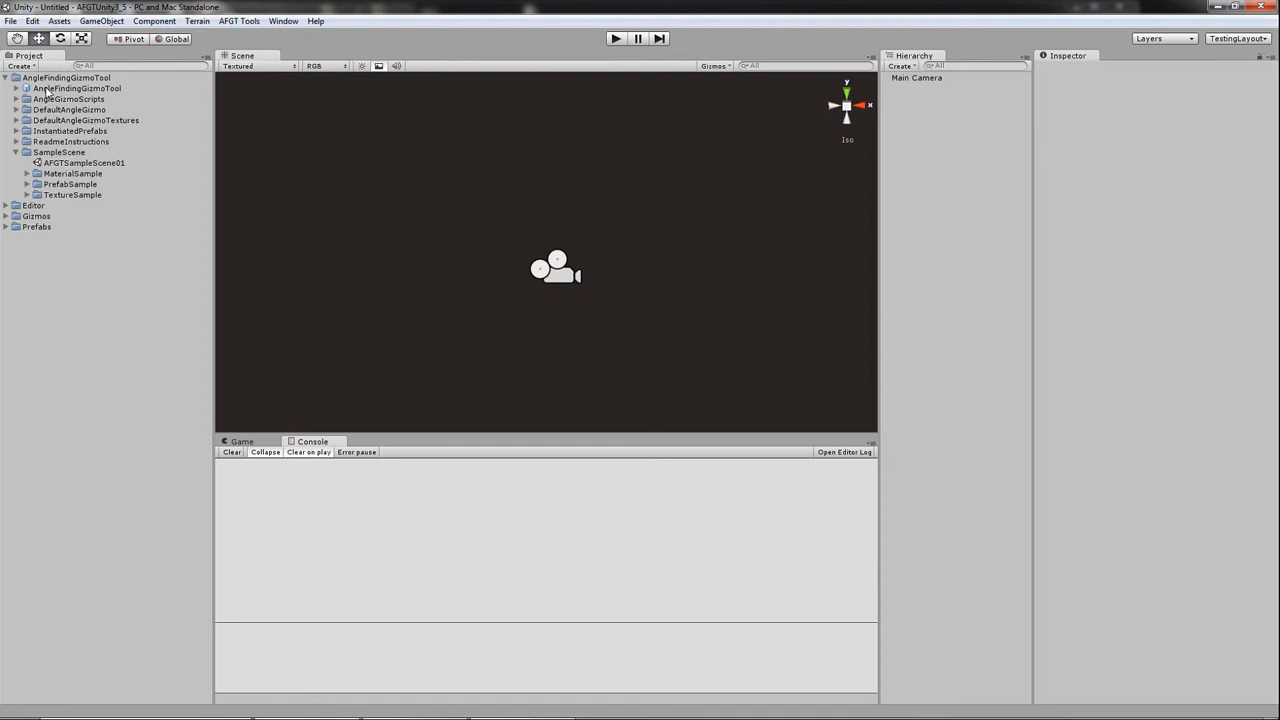 Unity - Untitled - AFGTUnity3_5 - PC and Mac Standalone
File Edit Assets GameObject Component Terrain AFGT Tools Window Help
Pivot Global Layers TestingLayout
Project
Create All
AngleFindingGizmoTool
AngleFindingGizmoTool
AngleGizmoScripts
DefaultAngleGizmo
DefaultAngleGizmoTextures
InstantiatedPrefabs
ReadmeInstructions
SampleScene
AFGTSampleScene01
MaterialSample
PrefabSample
TextureSample
Editor
Gizmos
Prefabs
Scene
Textured RGB Gizmos All
y
x
Iso
Game Console
Clear Collapse Clear on play Error pause Open Editor Log
Hierarchy
Create All
Main Camera
Inspector